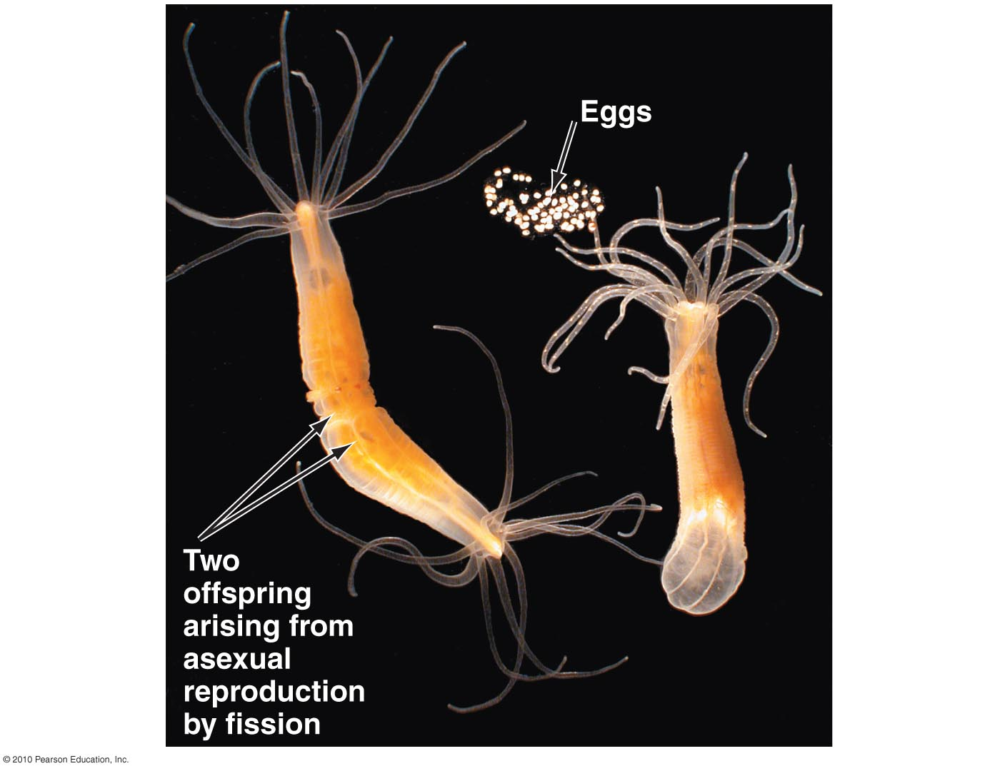 Eggs
Two
offspring
arising from
asexual
reproduction
by fission
© 2010 Pearson Education, Inc.